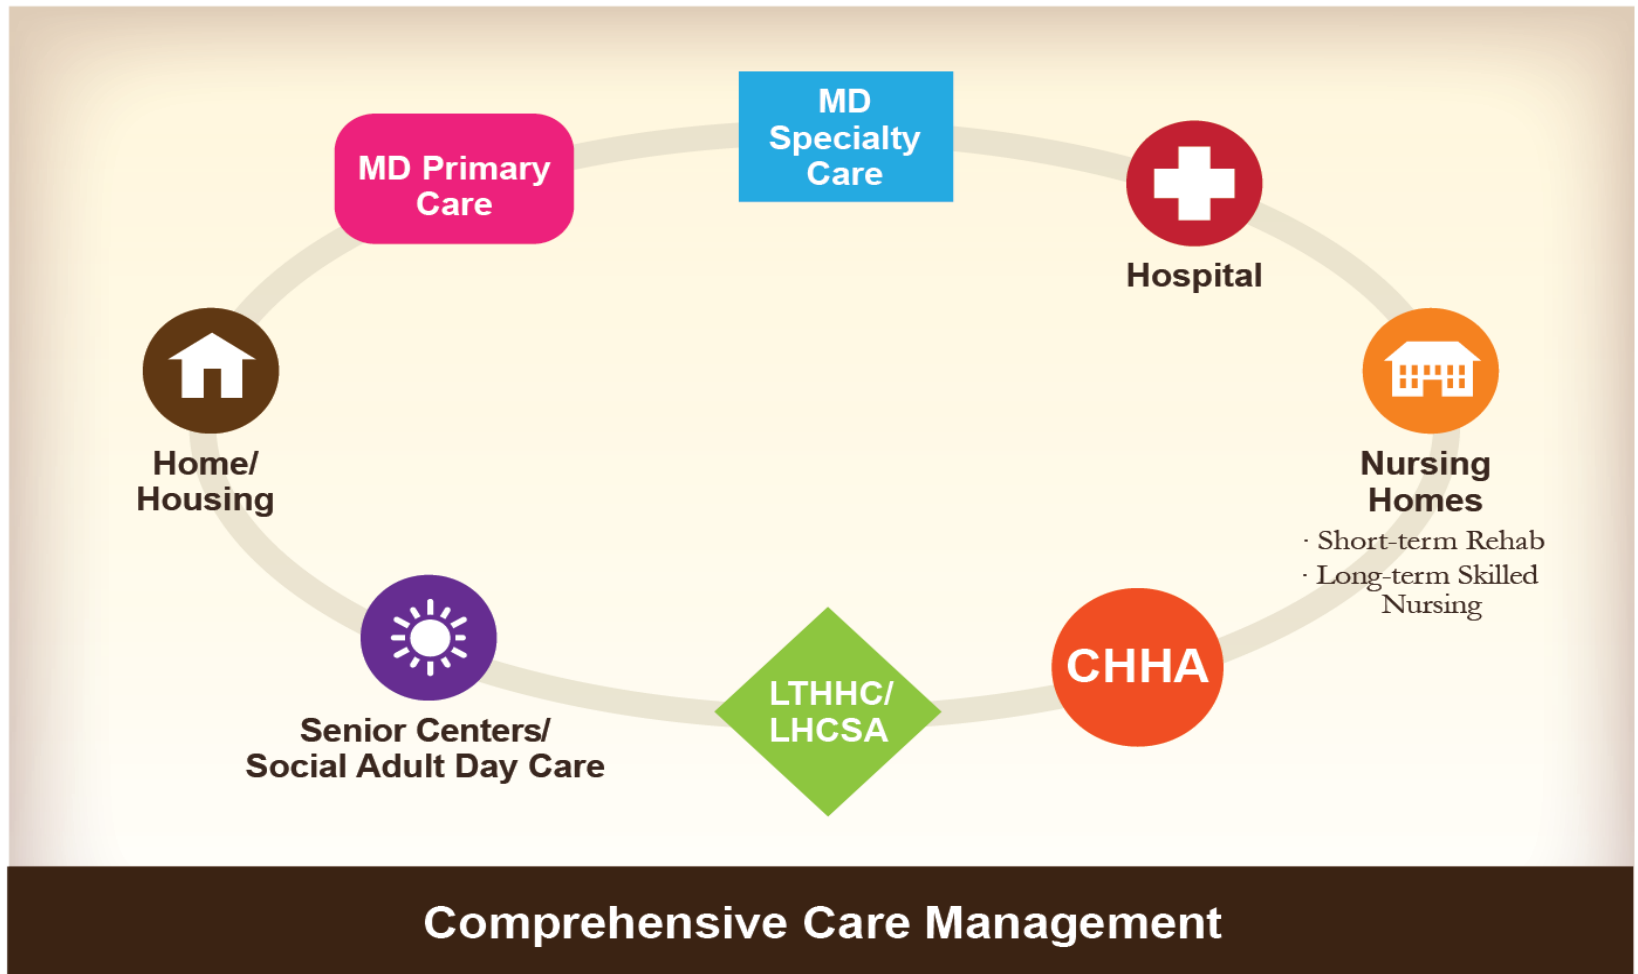 MD Primary
Care
MD
Specialty
Care
Hospital
Home/
Housing
Nursing
Homes
· Short-term Rehab
· Long-term Skilled
Nursing
CHHA
LTHHC/
LHCSA
Senior Centers/
Social Adult Day Care
Comprehensive Care Management